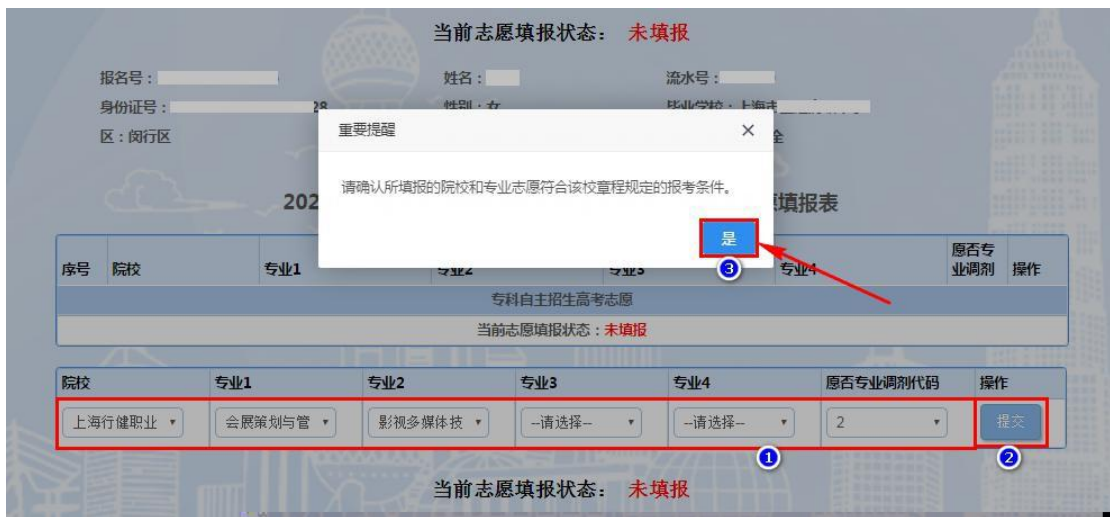 当前志愿填报状态： 未填报
报名号： 姓名： 流水号：
身份证号： 28 性别：女 毕业学校：上海市
区：闵行区 全
重要提醒 ×
请确认所填报的院校和专业志愿符合该校章程规定的报考条件。
是
③
202 填报表
序号 院校 专业1 专业2 专业3 专业4 愿否专业调剂 操作
专科自主招生高考志愿
当前志愿填报状态：未填报
院校 专业1 专业2 专业3 专业4 愿否专业调剂代码 操作
上海行健职业 会展策划与管 影视多媒体技 --请选择-- --请选择-- 2 提交
① ②
当前志愿填报状态： 未填报